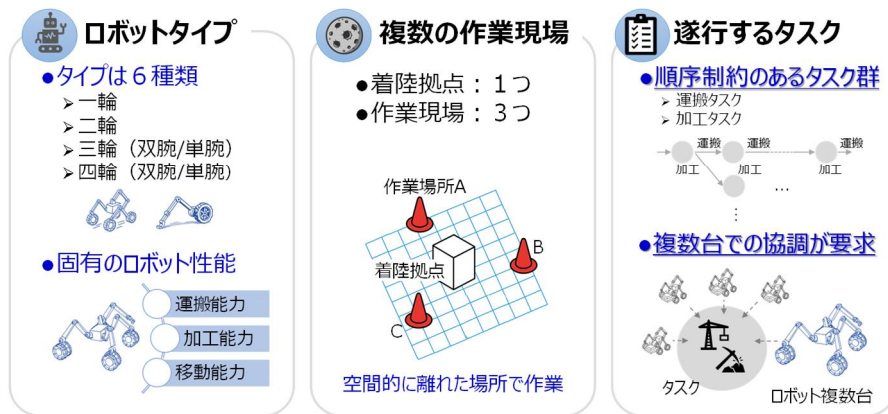 ロボットタイプ
●タイプは６種類
➢一輪
➢二輪
➢三輪（双腕/単腕）
➢四輪（双腕/単腕）
●固有のロボット性能
運搬能力
加工能力
移動能力
複数の作業現場
●着陸拠点：１つ
●作業現場：３つ
作業場所A
B
着陸拠点
C
空間的に離れた場所で作業
遂行するタスク
●順序制約のあるタスク群
➢ 運搬タスク
➢ 加工タスク
運搬 運搬 運搬
加工 加工 加工
…
⋮
●複数台での協調が要求
タスク
ロボット複数台